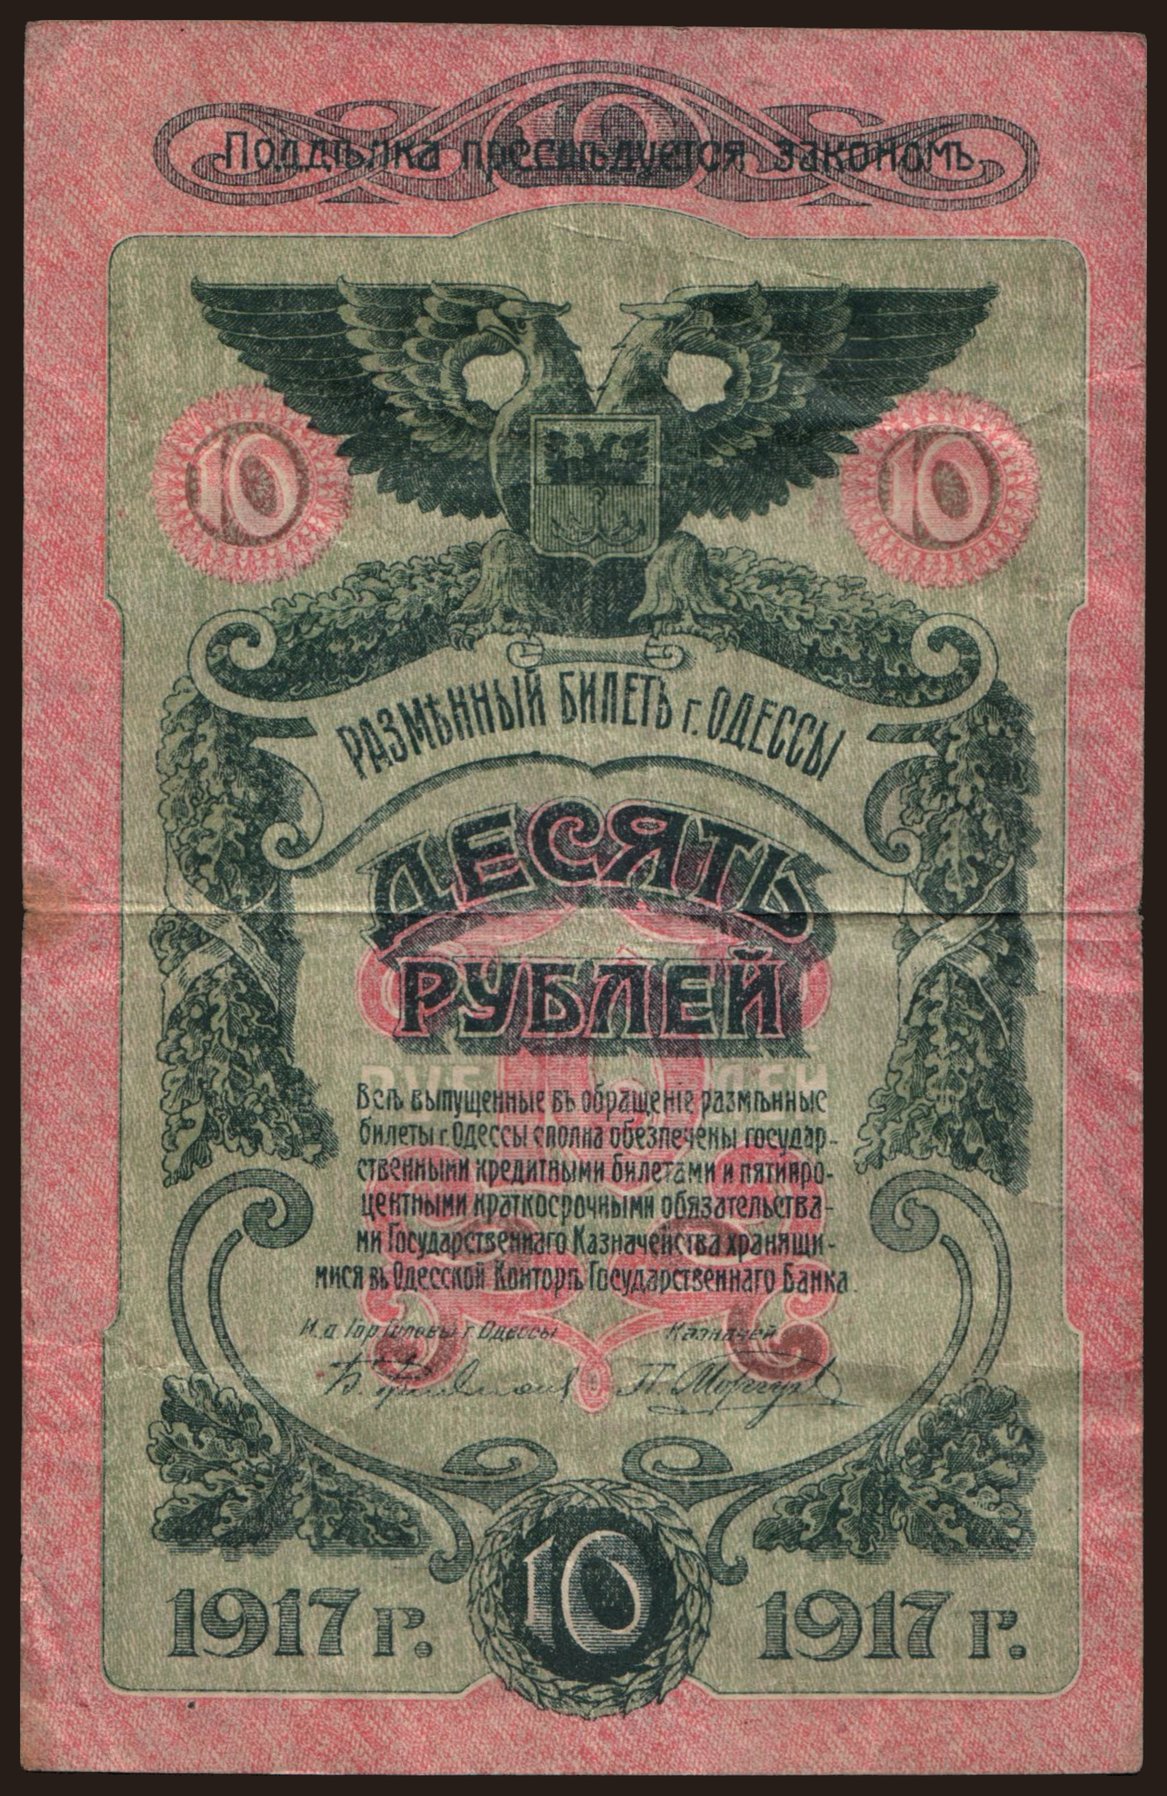 Поддѣлка преслѣдуется закономъ
10 10
РАЗМѢННЫЙ БИЛЕТЪ г. ОДЕССЫ
ДЕСЯТЬ
РУБЛЕЙ
Всѣ выпущенные въ обращеніе размѣнные
билеты г. Одессы сполна обезпечены государ-
ственными кредитными билетами и пятипро-
центными краткосрочными обязательства-
ми Государственнаго Казначейства хранящи-
мися въ Одесской Конторѣ Государственнаго Банка.
И. д. Гор. Головы г. Одессы Казначей
10
1917 г. 1917 г.